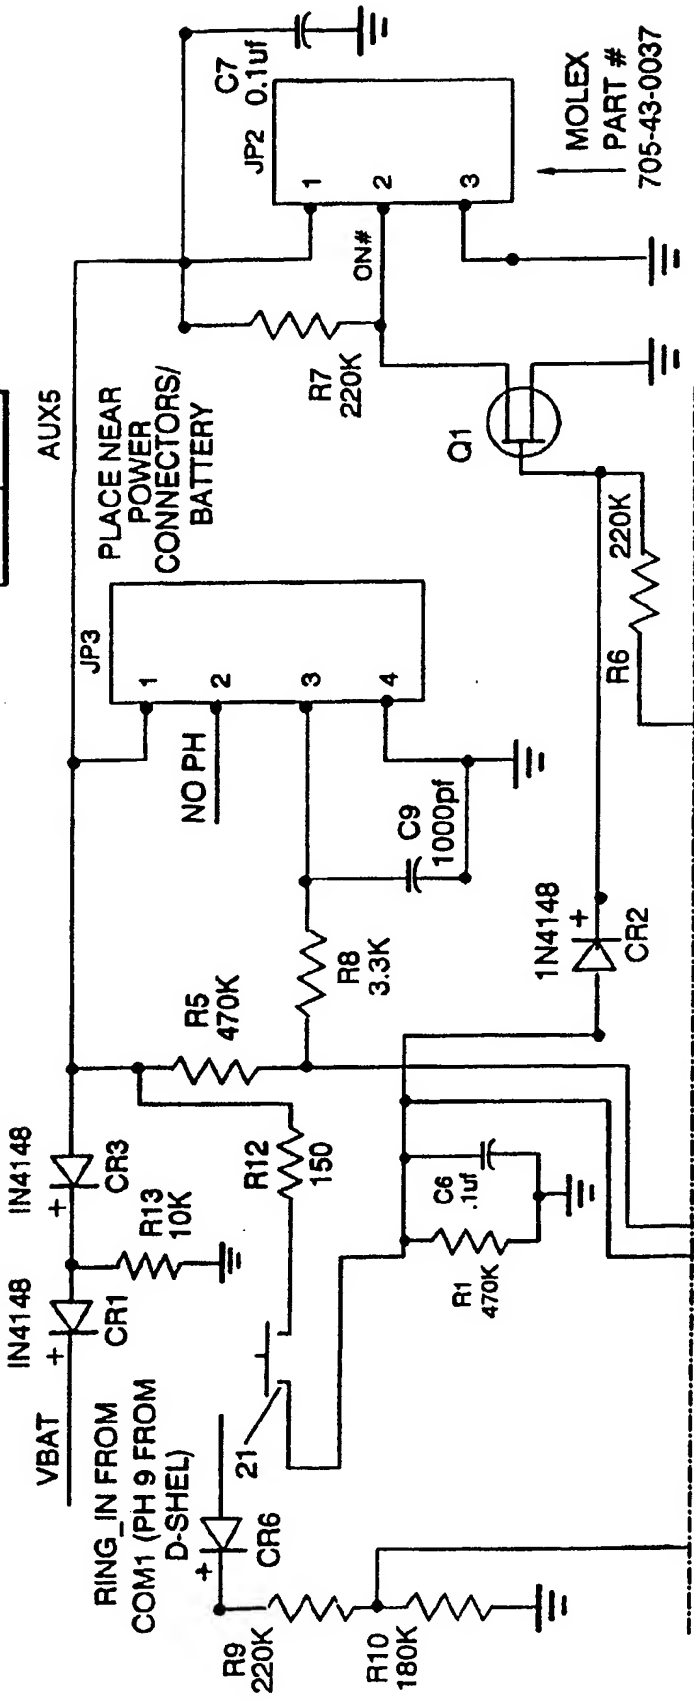 VBAT
IN4148
+
CR1
IN4148
+
CR3
R13
10K
AUX5
RING_IN FROM
COM1 (PH 9 FROM
D-SHEL)
+
CR6
21
R12
150
R5
470K
R9
220K
R10
180K
R1
470K
C6
.1uf
R8
3.3K
C9
1000pf
1N4148
+
CR2
JP3
1
2
3
4
NO PH
PLACE NEAR
POWER
CONNECTORS/
BATTERY
R6
220K
Q1
R7
220K
ON#
JP2
1
2
3
C7
0.1uf
MOLEX
PART #
705-43-0037